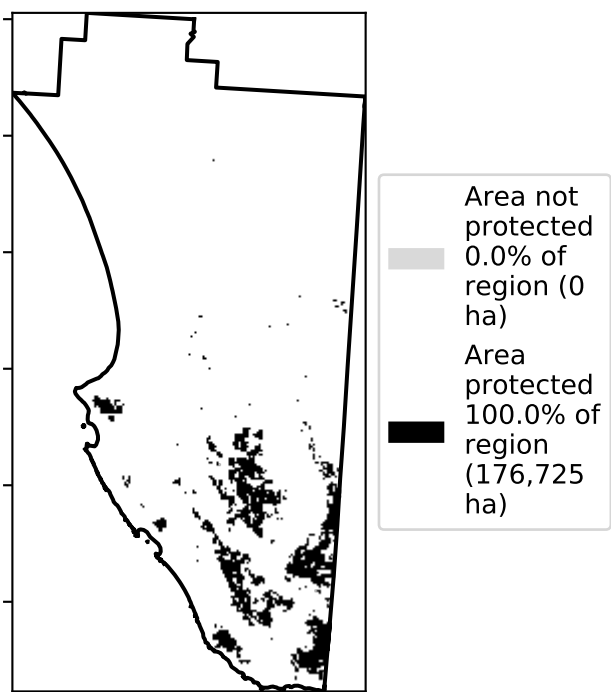 Area not
protected
0.0% of
region (0
ha)
Area
protected
100.0% of
region
(176,725
ha)